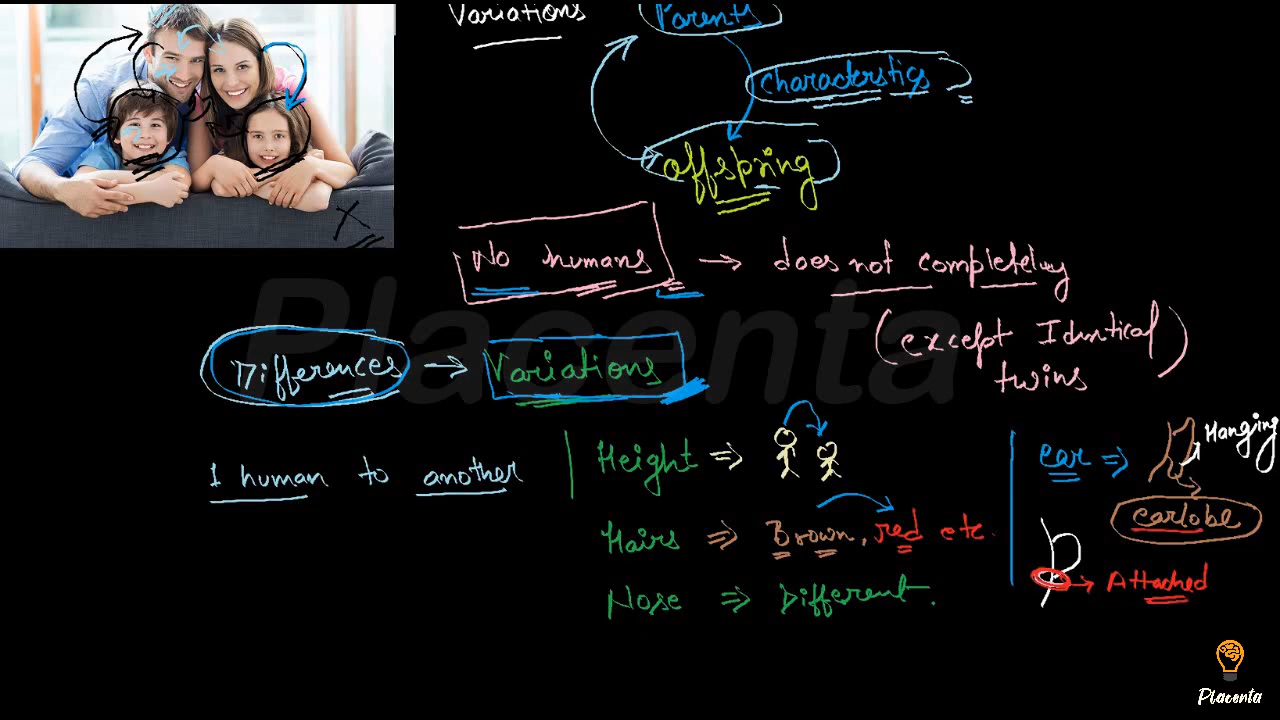 Variations
Parents
characterstics
offspring
No humans → does not completely
(except Identical
twins)
Differences → Variations
1 human to another
Height ⇒
Hairs ⇒ Brown, red etc.
Nose ⇒ Different.
ear ⇒
Hanging
earlobe
Attached
Placenta
Placenta